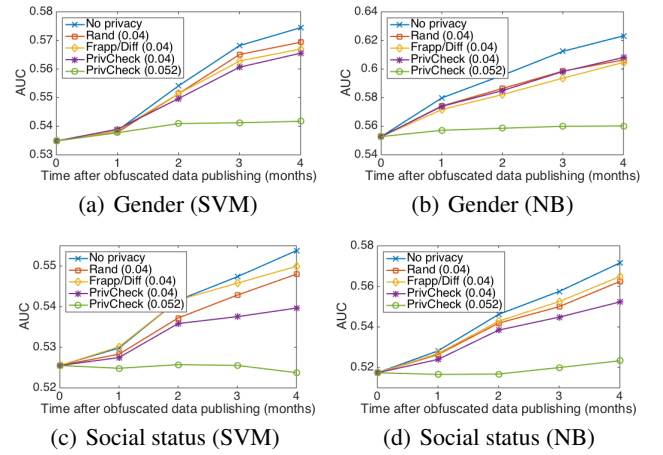 0.58
0.57
0.56
0.55
0.54
0.53
AUC
No privacy
Rand (0.04)
Frapp/Diff (0.04)
PrivCheck (0.04)
PrivCheck (0.052)
0 1 2 3 4
Time after obfuscated data publishing (months)
(a) Gender (SVM)
0.64
0.62
0.6
0.58
0.56
0.54
AUC
No privacy
Rand (0.04)
Frapp/Diff (0.04)
PrivCheck (0.04)
PrivCheck (0.052)
0 1 2 3 4
Time after obfuscated data publishing (months)
(b) Gender (NB)
0.55
0.54
0.53
0.52
AUC
No privacy
Rand (0.04)
Frapp/Diff (0.04)
PrivCheck (0.04)
PrivCheck (0.052)
0 1 2 3 4
Time after obfuscated data publishing (months)
(c) Social status (SVM)
0.58
0.56
0.54
0.52
AUC
No privacy
Rand (0.04)
Frapp/Diff (0.04)
PrivCheck (0.04)
PrivCheck (0.052)
0 1 2 3 4
Time after obfuscated data publishing (months)
(d) Social status (NB)